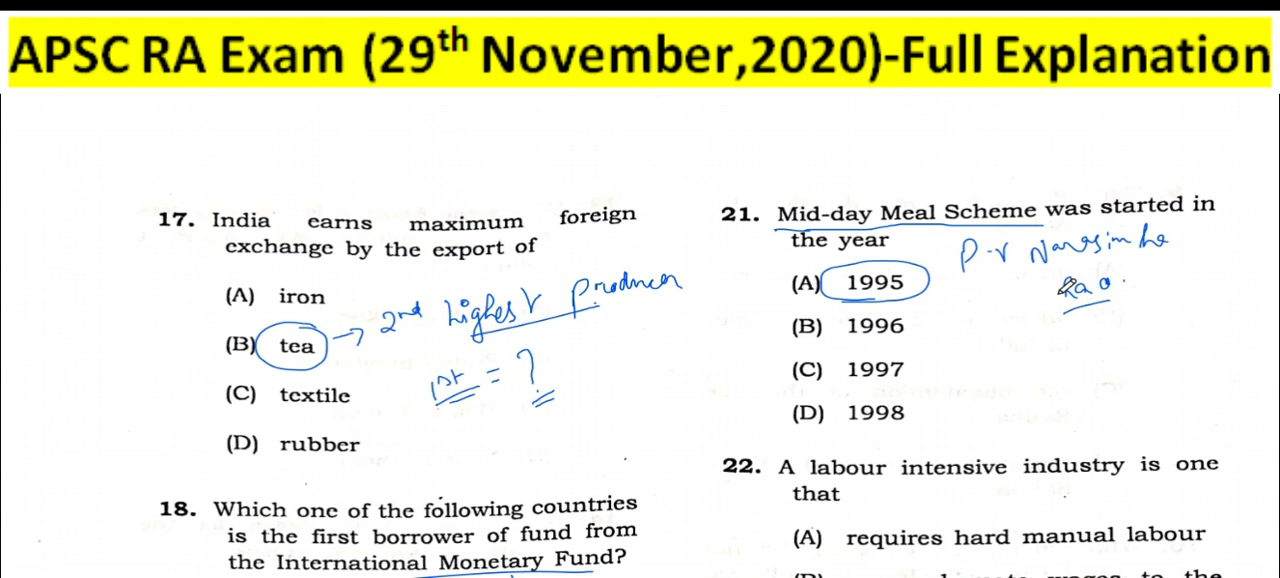 APSC RA Exam (29th November,2020)-Full Explanation
17. India earns maximum foreign
exchange by the export of
(A) iron
(B) tea → 2nd highest producer
(C) textile 1st = ?
(D) rubber
18. Which one of the following countries
is the first borrower of fund from
the International Monetary Fund?
21. Mid-day Meal Scheme was started in
the year P-V Narasimha
(A) 1995 Rao.
(B) 1996
(C) 1997
(D) 1998
22. A labour intensive industry is one
that
(A) requires hard manual labour